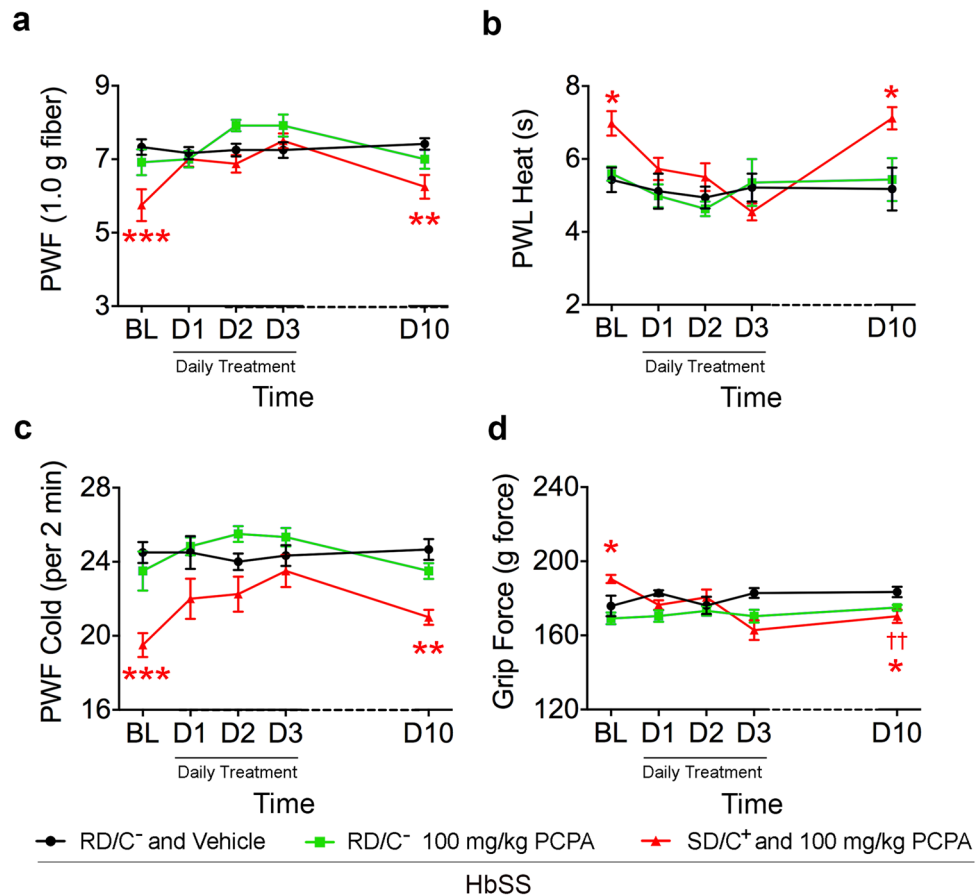 a
PWF (1.0 g fiber)
9
7
5
3
***
**
BL D1 D2 D3 D10
Daily Treatment
Time
b
PWL Heat (s)
8
6
4
2
*
*
BL D1 D2 D3 D10
Daily Treatment
Time
c
PWF Cold (per 2 min)
28
24
20
16
***
**
BL D1 D2 D3 D10
Daily Treatment
Time
d
Grip Force (g force)
240
200
160
120
*
††
*
BL D1 D2 D3 D10
Daily Treatment
Time
RD/C⁻ and Vehicle RD/C⁻ 100 mg/kg PCPA SD/C⁺ and 100 mg/kg PCPA
HbSS